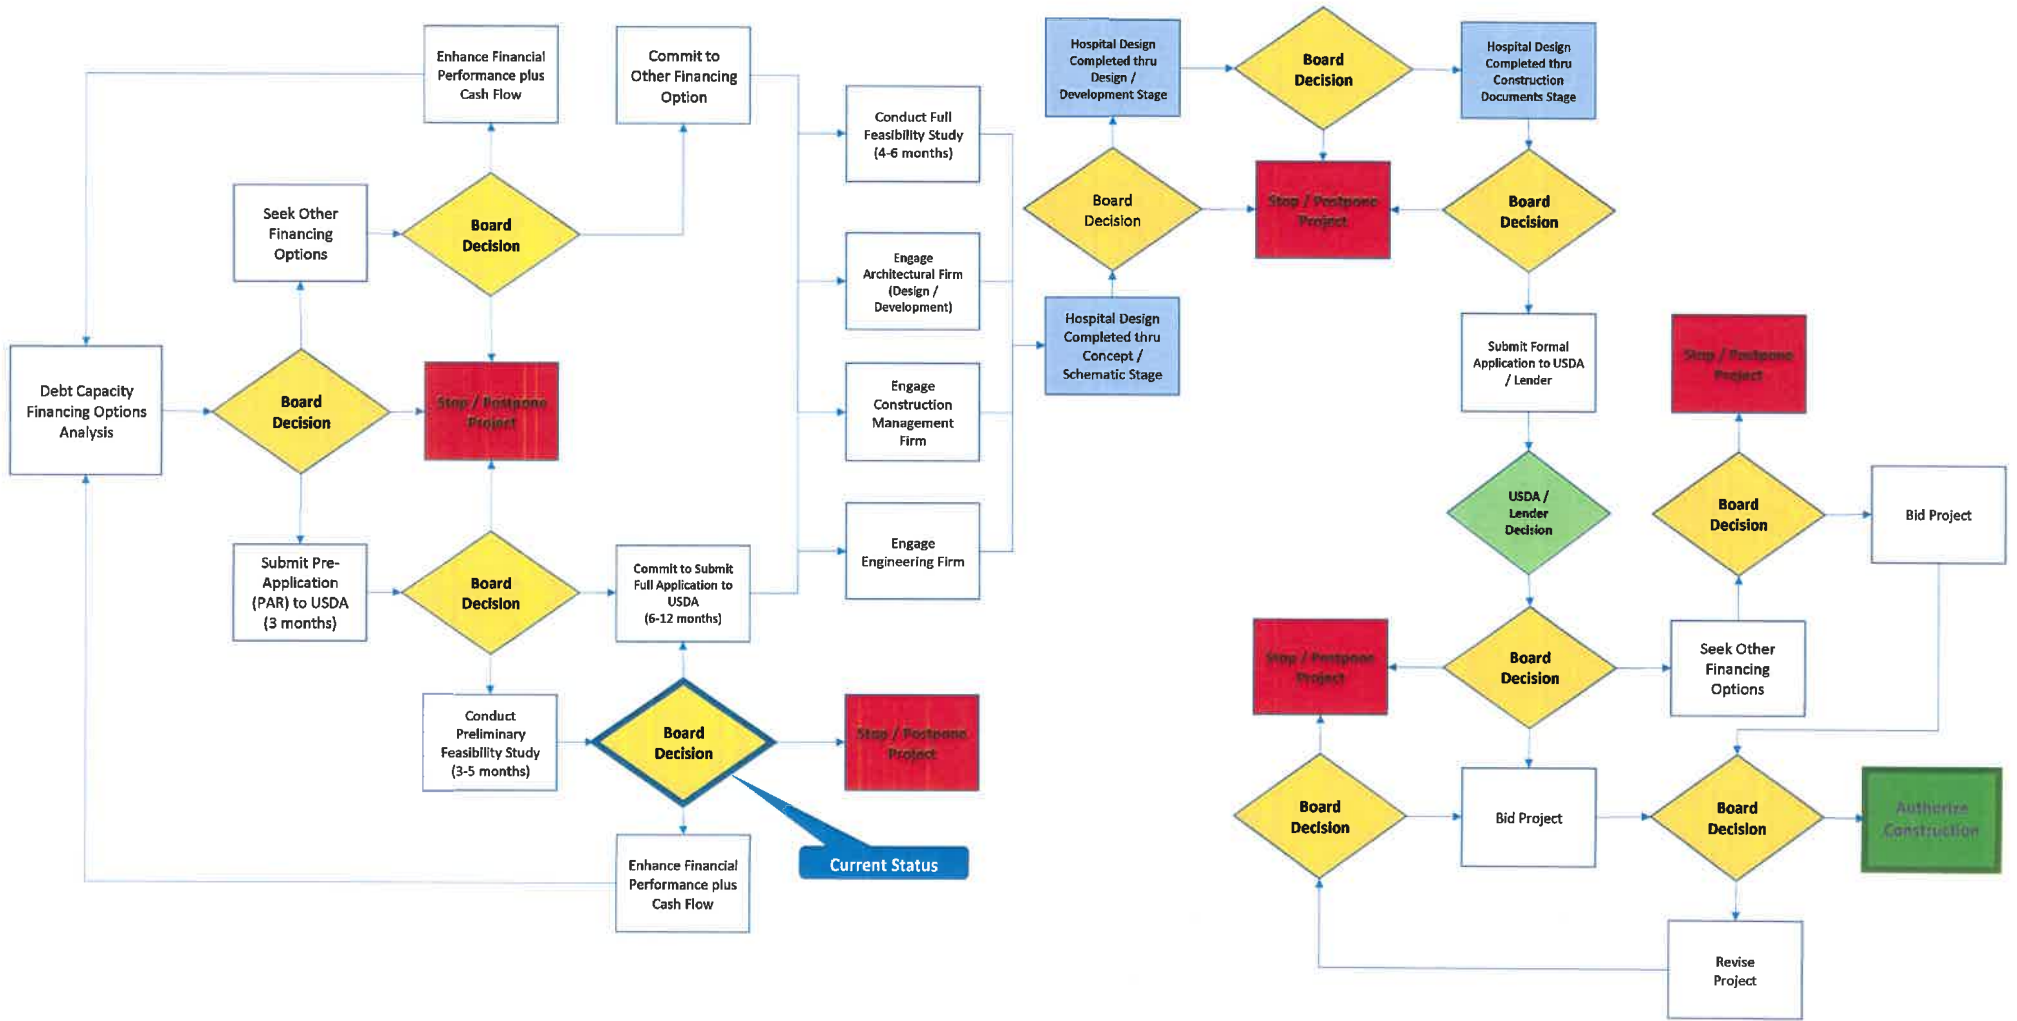 Enhance Financial
Performance plus
Cash Flow
Commit to
Other Financing
Option
Hospital Design
Completed thru
Design /
Development Stage
Board
Decision
Hospital Design
Completed thru
Construction
Documents Stage
Conduct Full
Feasibility Study
(4-6 months)
Seek Other
Financing
Options
Board
Decision
Board
Decision
Stop / Postpone
Project
Board
Decision
Engage
Architectural Firm
(Design /
Development)
Hospital Design
Completed thru
Concept /
Schematic Stage
Submit Formal
Application to USDA
/ Lender
Stop / Postpone
Project
Debt Capacity
Financing Options
Analysis
Board
Decision
Stop / Postpone
Project
Engage
Construction
Management
Firm
USDA /
Lender
Decision
Board
Decision
Bid Project
Submit Pre-
Application
(PAR) to USDA
(3 months)
Board
Decision
Commit to Submit
Full Application to
USDA
(6-12 months)
Engage
Engineering Firm
Stop / Postpone
Project
Board
Decision
Seek Other
Financing
Options
Conduct
Preliminary
Feasibility Study
(3-5 months)
Board
Decision
Stop / Postpone
Project
Board
Decision
Bid Project
Board
Decision
Authorize
Construction
Enhance Financial
Performance plus
Cash Flow
Current Status
Revise
Project